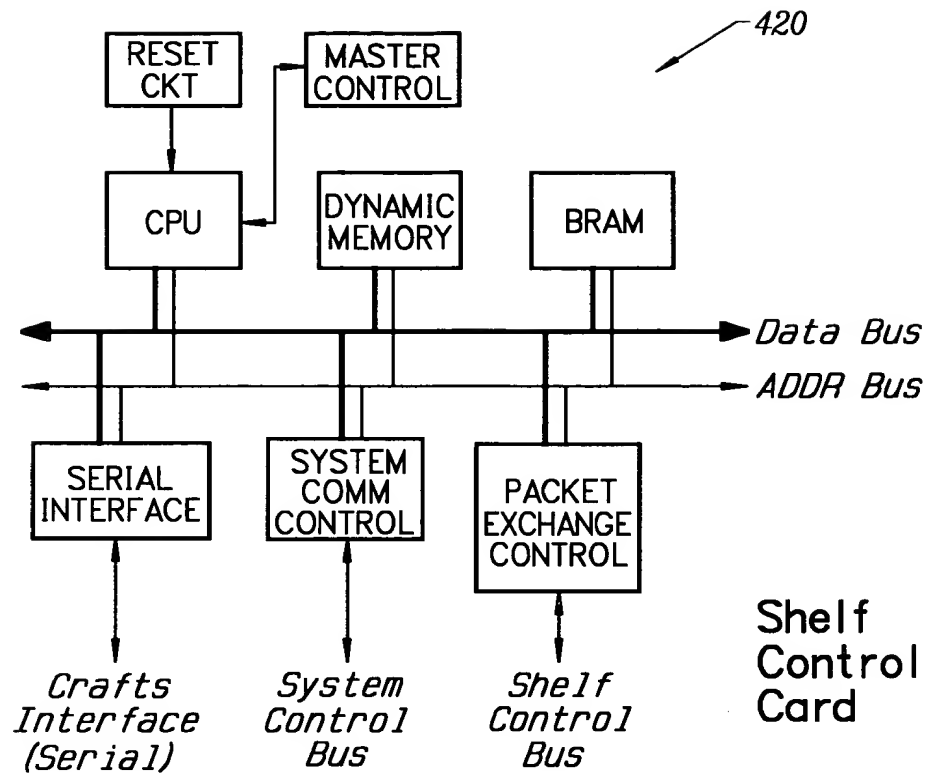 420
RESET
CKT
MASTER
CONTROL
CPU
DYNAMIC
MEMORY
BRAM
Data Bus
ADDR Bus
SERIAL
INTERFACE
SYSTEM
COMM
CONTROL
PACKET
EXCHANGE
CONTROL
Crafts
Interface
(Serial)
System
Control
Bus
Shelf
Control
Bus
Shelf
Control
Card